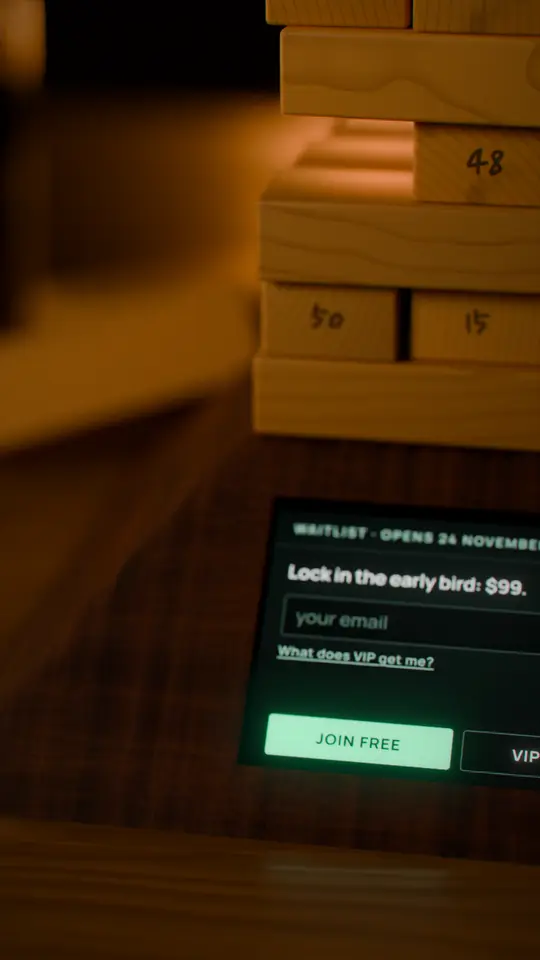 48
50 15
WAITLIST · OPENS 24 NOVEMBER
Lock in the early bird: $99.
your email
What does VIP get me?
JOIN FREE VIP